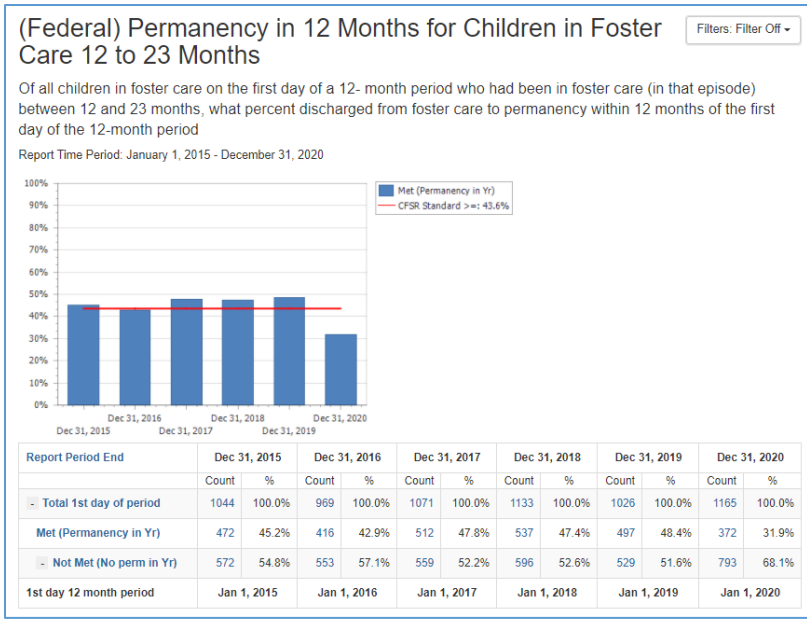 (Federal) Permanency in 12 Months for Children in Foster
Care 12 to 23 Months
Filters: Filter Off
Of all children in foster care on the first day of a 12- month period who had been in foster care (in that episode)
between 12 and 23 months, what percent discharged from foster care to permanency within 12 months of the first
day of the 12-month period
Report Time Period: January 1, 2015 - December 31, 2020
100%
90%
80%
70%
60%
50%
40%
30%
20%
10%
0%
Met (Permanency in Yr)
CFSR Standard >=: 43.6%
Dec 31, 2016 Dec 31, 2018 Dec 31, 2020
Dec 31, 2015 Dec 31, 2017 Dec 31, 2019
Report Period End Dec 31, 2015 Dec 31, 2016 Dec 31, 2017 Dec 31, 2018 Dec 31, 2019 Dec 31, 2020
Count % Count % Count % Count % Count % Count %
- Total 1st day of period 1044 100.0% 969 100.0% 1071 100.0% 1133 100.0% 1026 100.0% 1165 100.0%
Met (Permanency in Yr) 472 45.2% 416 42.9% 512 47.8% 537 47.4% 497 48.4% 372 31.9%
- Not Met (No perm in Yr) 572 54.8% 553 57.1% 559 52.2% 596 52.6% 529 51.6% 793 68.1%
1st day 12 month period Jan 1, 2015 Jan 1, 2016 Jan 1, 2017 Jan 1, 2018 Jan 1, 2019 Jan 1, 2020